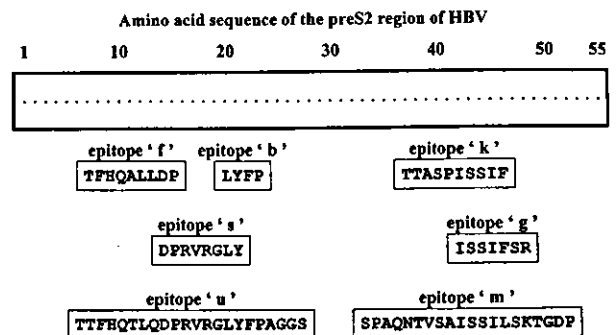 Amino acid sequence of the preS2 region of HBV
1 10 20 30 40 50 55
epitope ‘ f ’ epitope ‘ b ’ epitope ‘ k ’
TFHQALLDP LYFP TTASPISSIF
epitope ‘ s ’ epitope ‘ g ’
DPRVRGLY ISSIFSR
epitope ‘ u ’ epitope ‘ m ’
TTFHQTLQDPRVRGLYFPAGGS SPAQNTVSAISSILSKTGDP